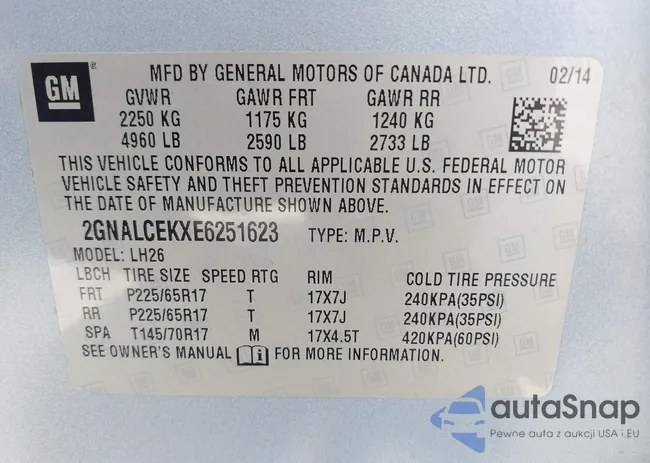 GM ®
MFD BY GENERAL MOTORS OF CANADA LTD. 02/14
GVWR GAWR FRT GAWR RR
2250 KG 1175 KG 1240 KG
4960 LB 2590 LB 2733 LB
THIS VEHICLE CONFORMS TO ALL APPLICABLE U.S. FEDERAL MOTOR
VEHICLE SAFETY AND THEFT PREVENTION STANDARDS IN EFFECT ON
THE DATE OF MANUFACTURE SHOWN ABOVE.
2GNALCEKXE6251623 TYPE: M.P.V.
MODEL: LH26
LBCH TIRE SIZE SPEED RTG RIM COLD TIRE PRESSURE
FRT P225/65R17 T 17X7J 240KPA(35PSI)
RR P225/65R17 T 17X7J 240KPA(35PSI)
SPA T145/70R17 M 17X4.5T 420KPA(60PSI)
SEE OWNER'S MANUAL i FOR MORE INFORMATION.
autaSnap
Pewne auta z aukcji USA i EU